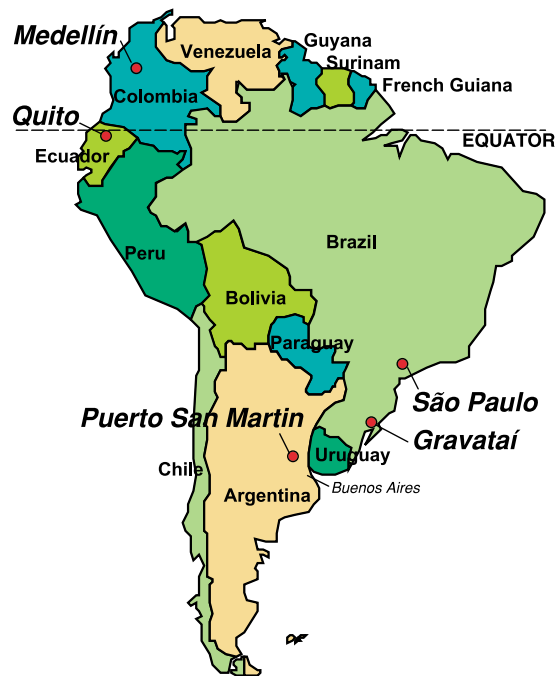 Medellín
Venezuela
Guyana
Surinam
French Guiana
Colombia
Quito
EQUATOR
Ecuador
Peru
Brazil
Bolivia
Paraguay
São Paulo
Puerto San Martin
Gravataí
Uruguay
Chile
Buenos Aires
Argentina